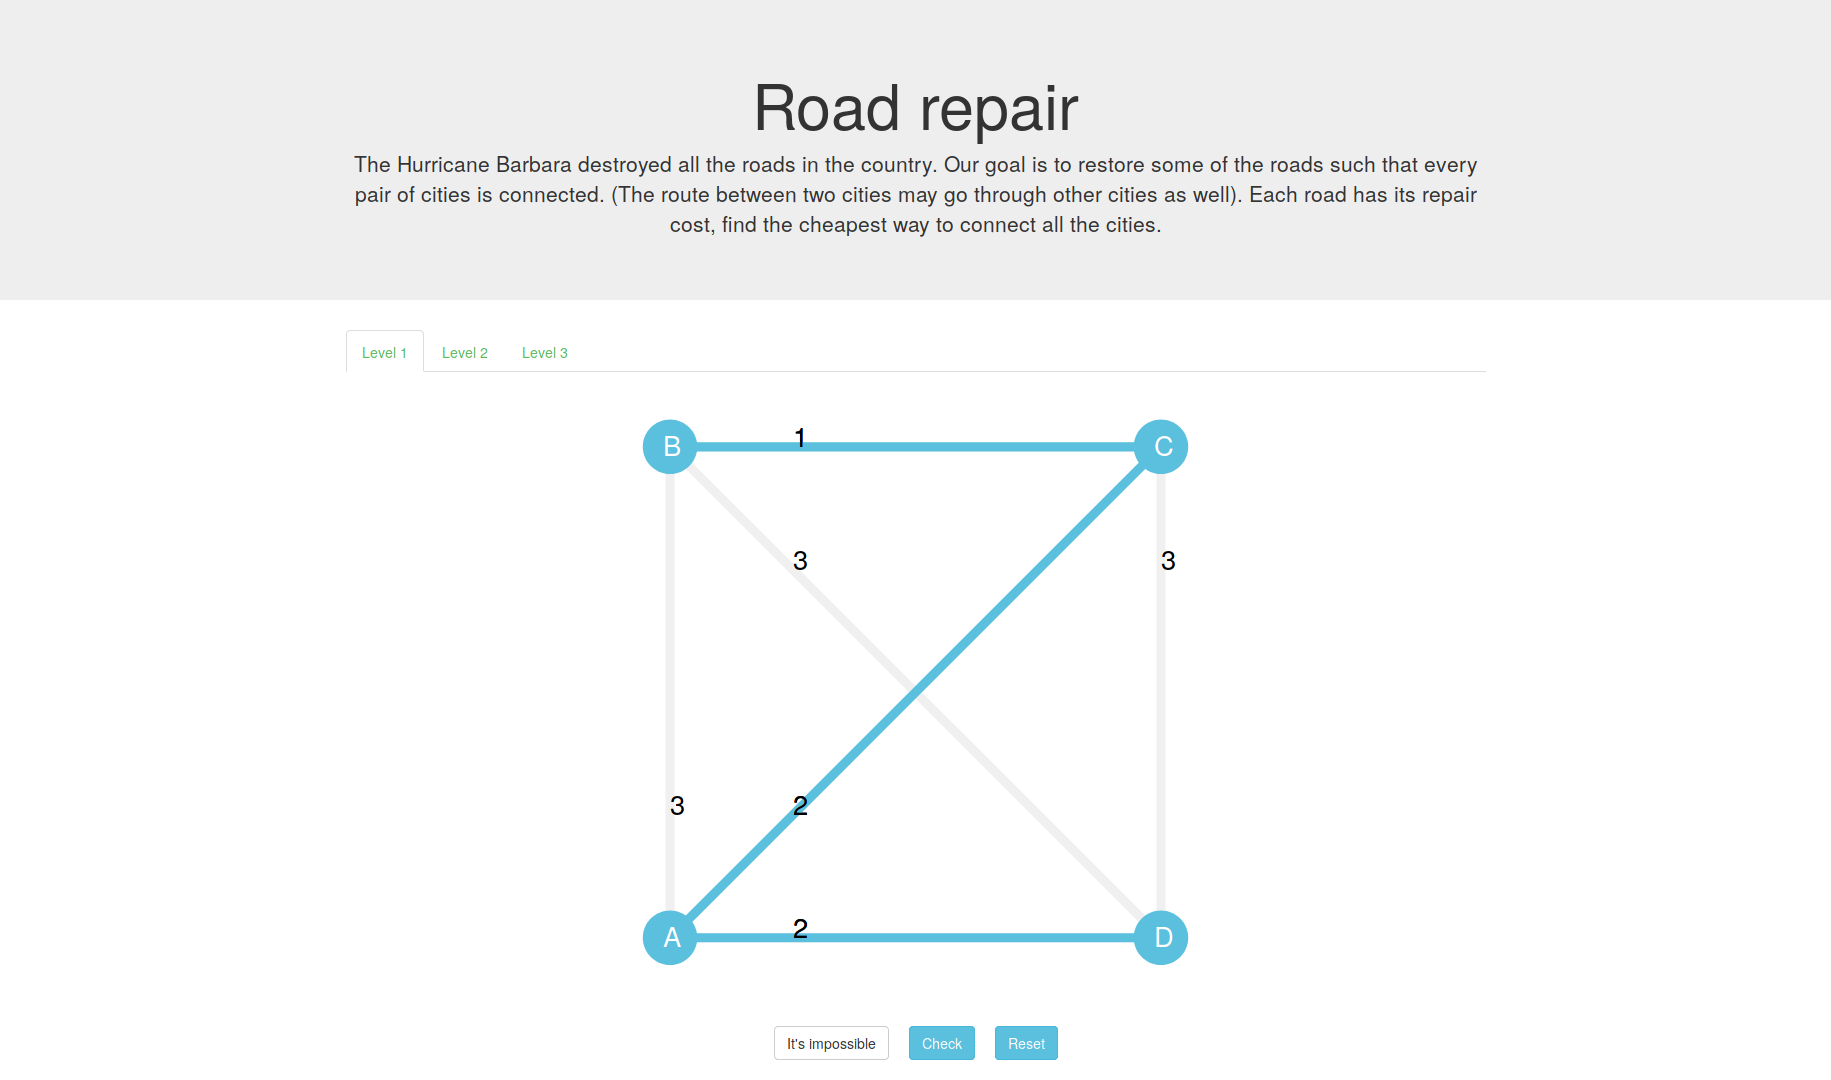 Road repair
The Hurricane Barbara destroyed all the roads in the country. Our goal is to restore some of the roads such that every
pair of cities is connected. (The route between two cities may go through other cities as well). Each road has its repair
cost, find the cheapest way to connect all the cities.
Level 1 Level 2 Level 3
1
B C
3 3
3 2
2
A D
It's impossible Check Reset